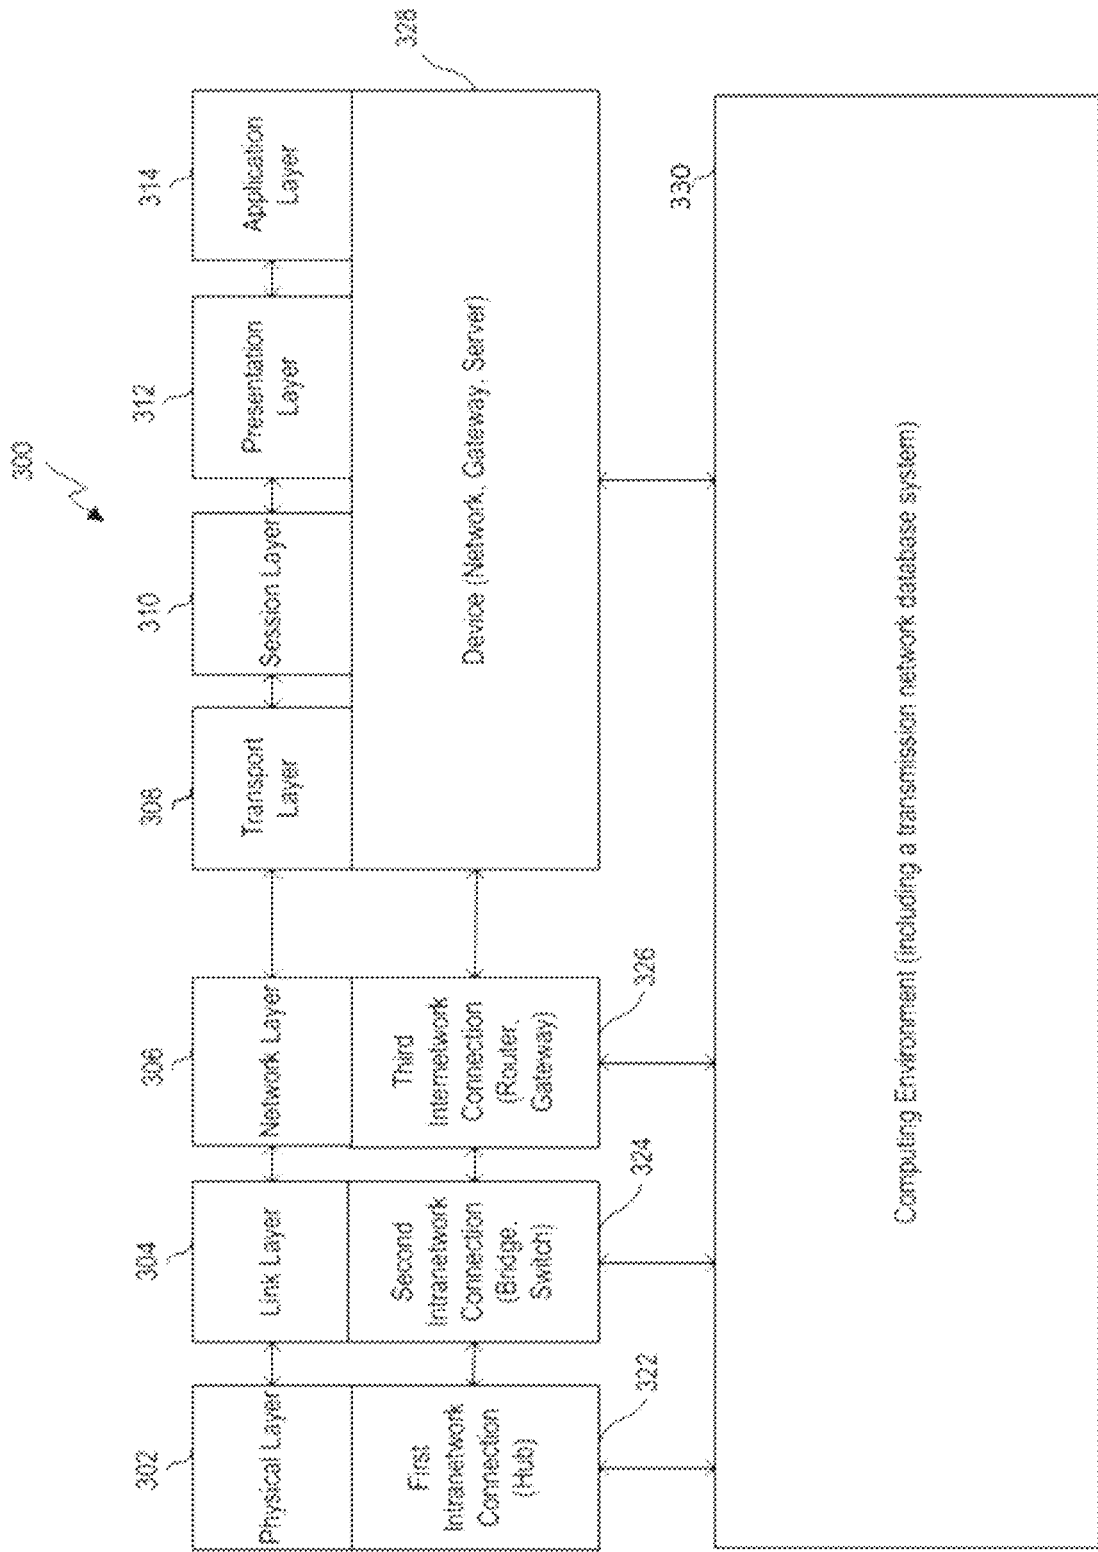 300
302
304
306
308
310
312
314
Physical Layer
Link Layer
Network Layer
Transport
Layer
Session Layer
Presentation
Layer
Application
Layer
First
Intranetwork
Connection
(Hub)
Second
Intranetwork
Connection
(Bridge,
Switch)
Third
Internetwork
Connection
(Router,
Gateway)
Device (Network, Gateway, Server)
322
324
326
328
330
Computing Environment (including a transmission network database system)